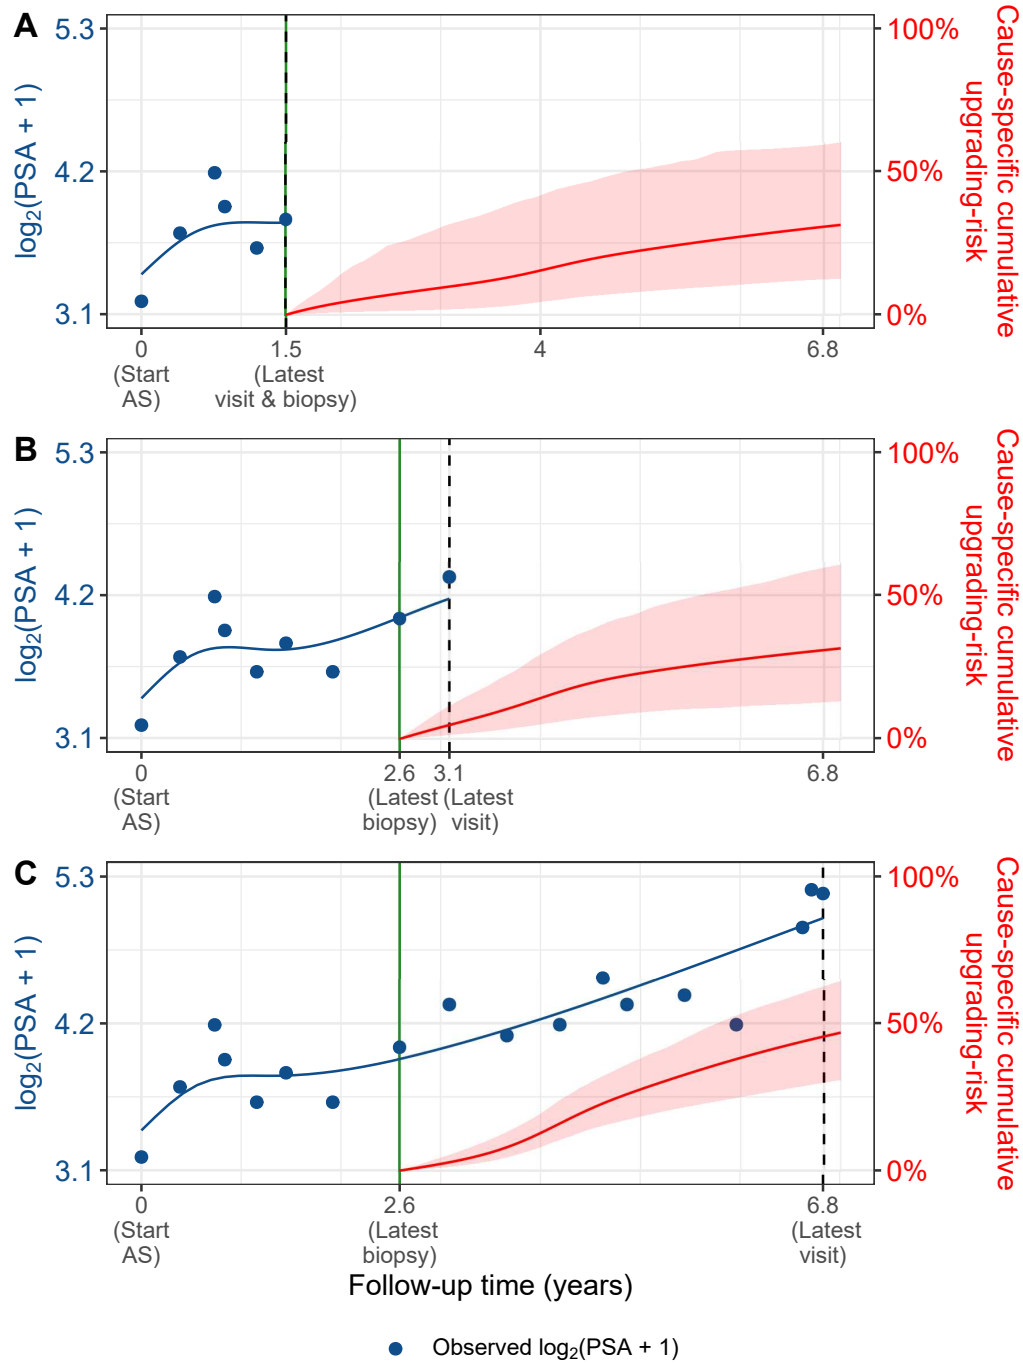 A
5.3
4.2
3.1
log₂(PSA + 1)
100%
50%
0%
Cause-specific cumulative
upgrading-risk
0
(Start
AS)
1.5
(Latest
visit & biopsy)
4
6.8
B
5.3
4.2
3.1
log₂(PSA + 1)
100%
50%
0%
Cause-specific cumulative
upgrading-risk
0
(Start
AS)
2.6
(Latest
biopsy)
3.1
(Latest
visit)
6.8
C
5.3
4.2
3.1
log₂(PSA + 1)
100%
50%
0%
Cause-specific cumulative
upgrading-risk
0
(Start
AS)
2.6
(Latest
biopsy)
6.8
(Latest
visit)
Follow-up time (years)
Observed log₂(PSA + 1)